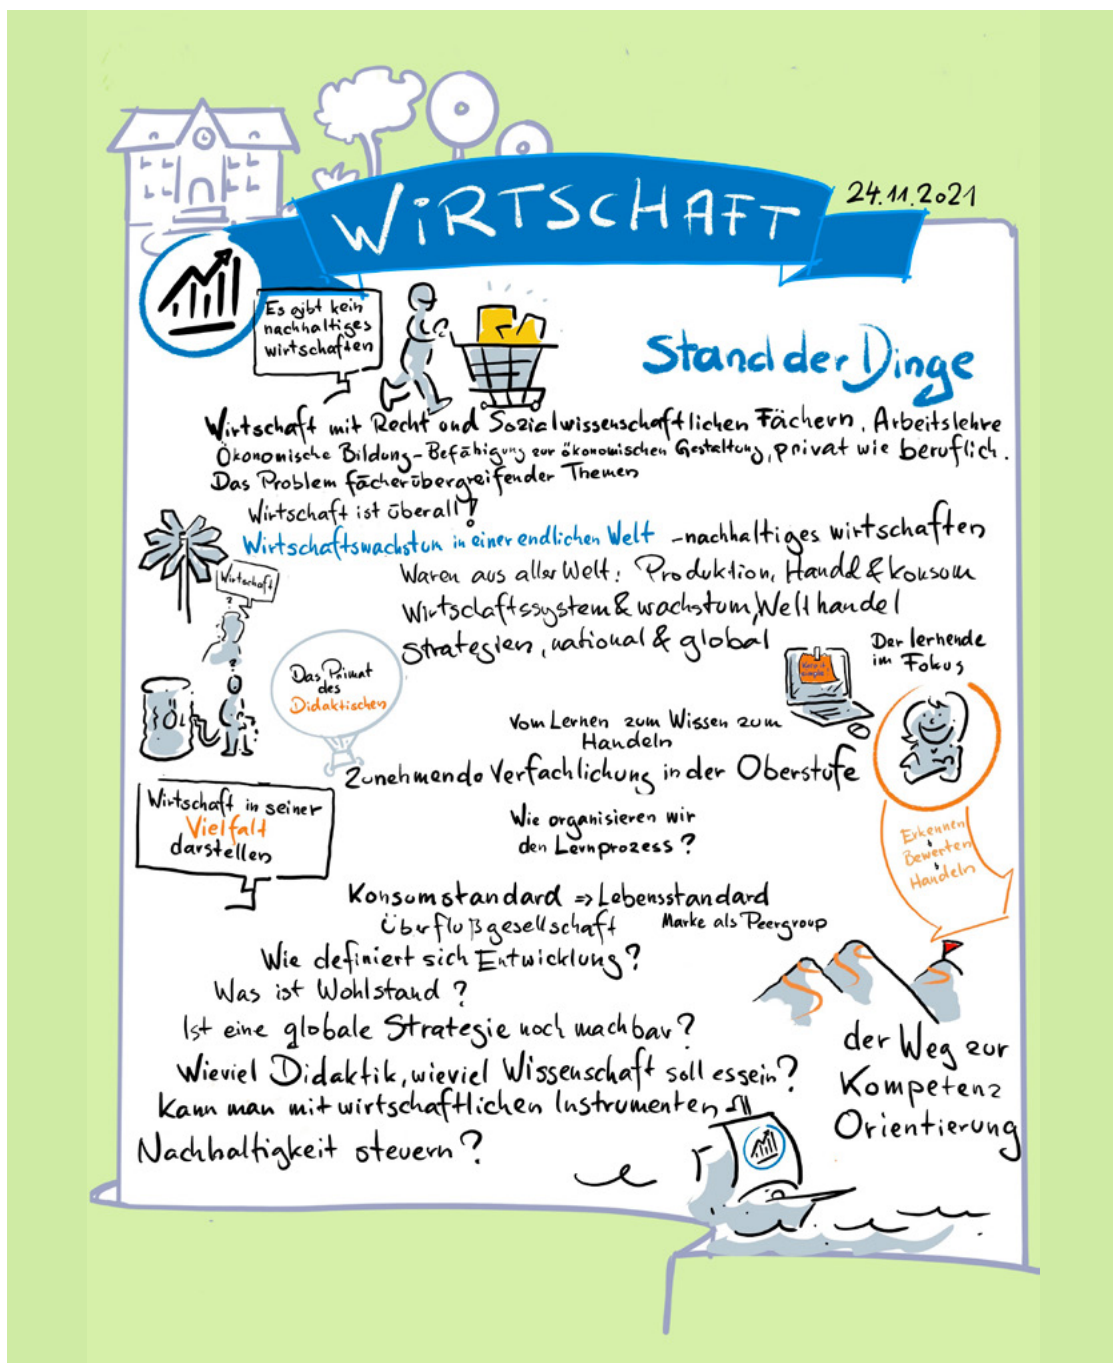 WiRTSCHAFT
24.11.2021
Es gibt kein
nachhaltiges
wirtschaften
Stand der Dinge
Wirtschaft mit Recht und Sozialwissenschaftlichen Fächern, Arbeitslehre
Ökonomische Bildung - Befähigung zur ökonomischen Gestaltung, privat wie beruflich.
Das Problem fächerübergreifender Themen
Wirtschaft ist überall!
Wirtschaftswachstum in einer endlichen Welt - nachhaltiges wirtschaften
Waren aus aller Welt: Produktion, Handel & Konsum
Wirtschaftssystem & wachstum, Welthandel
Strategien, national & global
Wirtschaft
?
?
Das Primat
des
Didaktischen
Keep it
simple!
Der lernende
im Fokus
Vom Lernen zum Wissen zum
Handeln
Zunehmende Verfachlichung in der Oberstufe
Wirtschaft in seiner
Vielfalt
darstellen
Wie organisieren wir
den Lernprozess?
Erkennen
Bewerten
Handeln
Konsumstandard => Lebensstandard
Überflußgesellschaft Marke als Peergroup
Wie definiert sich Entwicklung?
Was ist Wohlstand?
Ist eine globale Strategie noch machbar?
Wieviel Didaktik, wieviel Wissenschaft soll es sein?
Kann man mit wirtschaftlichen Instrumenten
Nachhaltigkeit steuern?
der Weg zur
Kompetenz
Orientierung